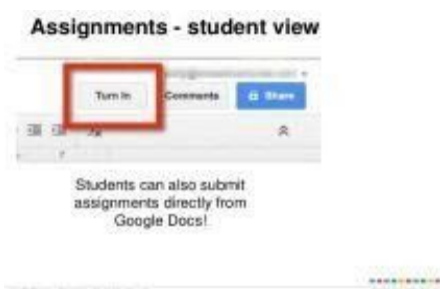 Assignments - student view
Turn In Comments Share
Students can also submit
assignments directly from
Google Docs!